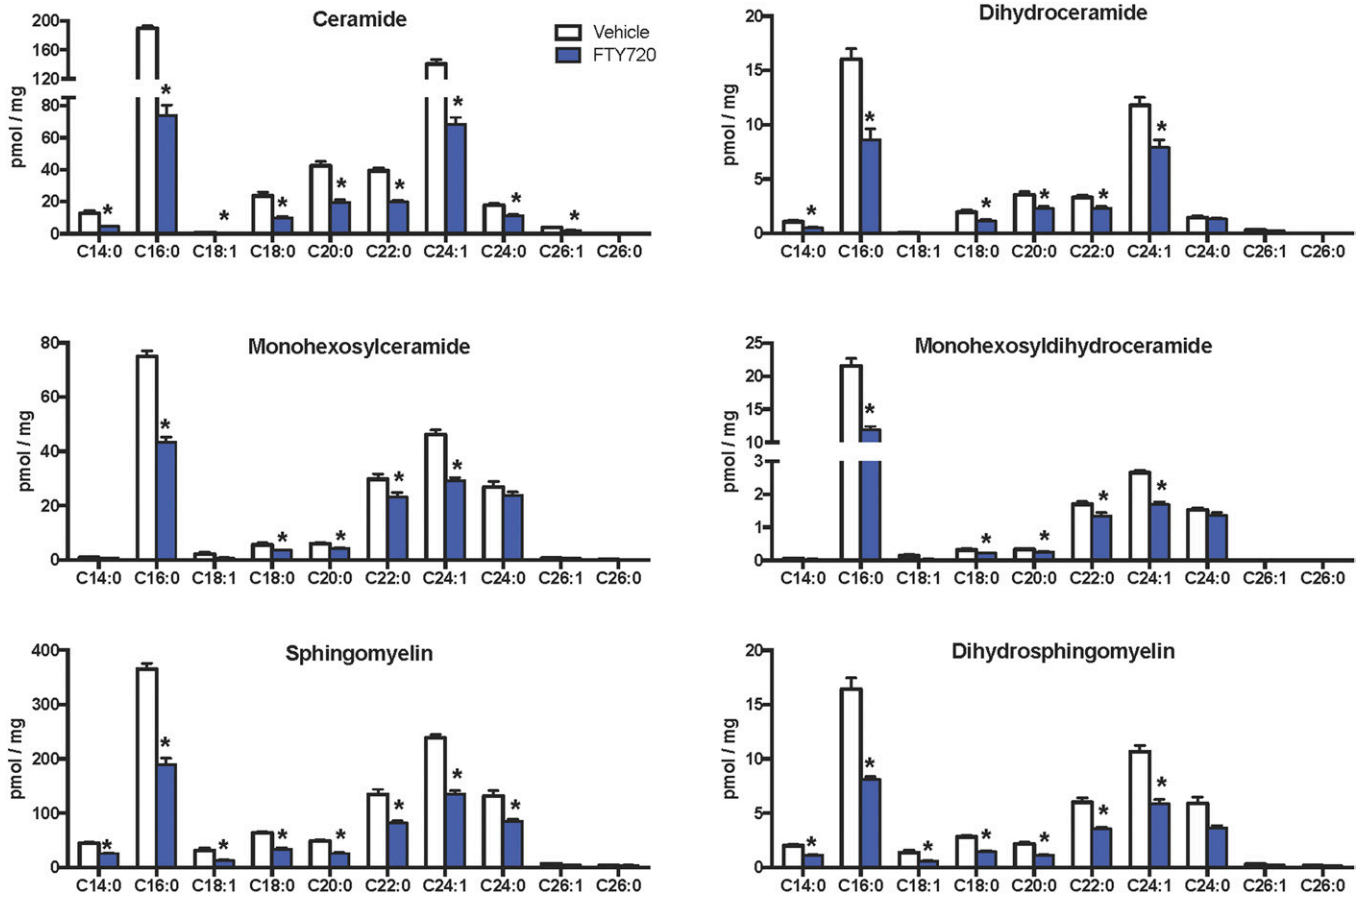 Ceramide
Vehicle
FTY720
pmol / mg
200
160
120
80
60
40
20
0
* * * * * * * * *
C14:0 C16:0 C18:1 C18:0 C20:0 C22:0 C24:1 C24:0 C26:1 C26:0
Dihydroceramide
pmol / mg
20
15
10
5
0
* * * * * *
C14:0 C16:0 C18:1 C18:0 C20:0 C22:0 C24:1 C24:0 C26:1 C26:0
Monohexosylceramide
pmol / mg
80
60
40
20
0
* * * * *
C14:0 C16:0 C18:1 C18:0 C20:0 C22:0 C24:1 C24:0 C26:1 C26:0
Monohexosyldihydroceramide
pmol / mg
25
20
15
10
3
2
1
0
* * * * *
C14:0 C16:0 C18:1 C18:0 C20:0 C22:0 C24:1 C24:0 C26:1 C26:0
Sphingomyelin
pmol / mg
400
300
200
100
0
* * * * * * * *
C14:0 C16:0 C18:1 C18:0 C20:0 C22:0 C24:1 C24:0 C26:1 C26:0
Dihydrosphingomyelin
pmol / mg
20
15
10
5
0
* * * * * * *
C14:0 C16:0 C18:1 C18:0 C20:0 C22:0 C24:1 C24:0 C26:1 C26:0